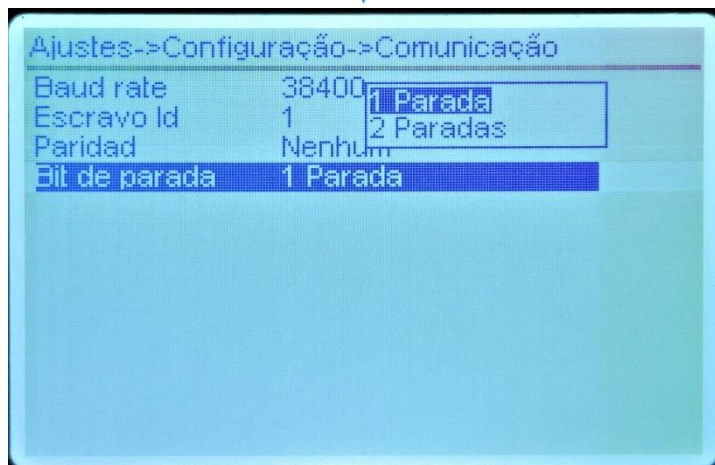 Ajustes->Configuração->Comunicação
Baud rate 38400
Escravo Id 1
Paridad Nenhum
Bit de parada 1 Parada
1 Parada
2 Paradas